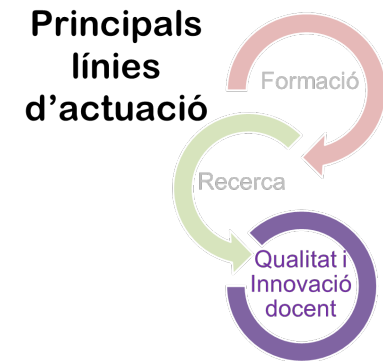 Principals
línies
d’actuació
Formació
Recerca
Qualitat i
Innovació
docent